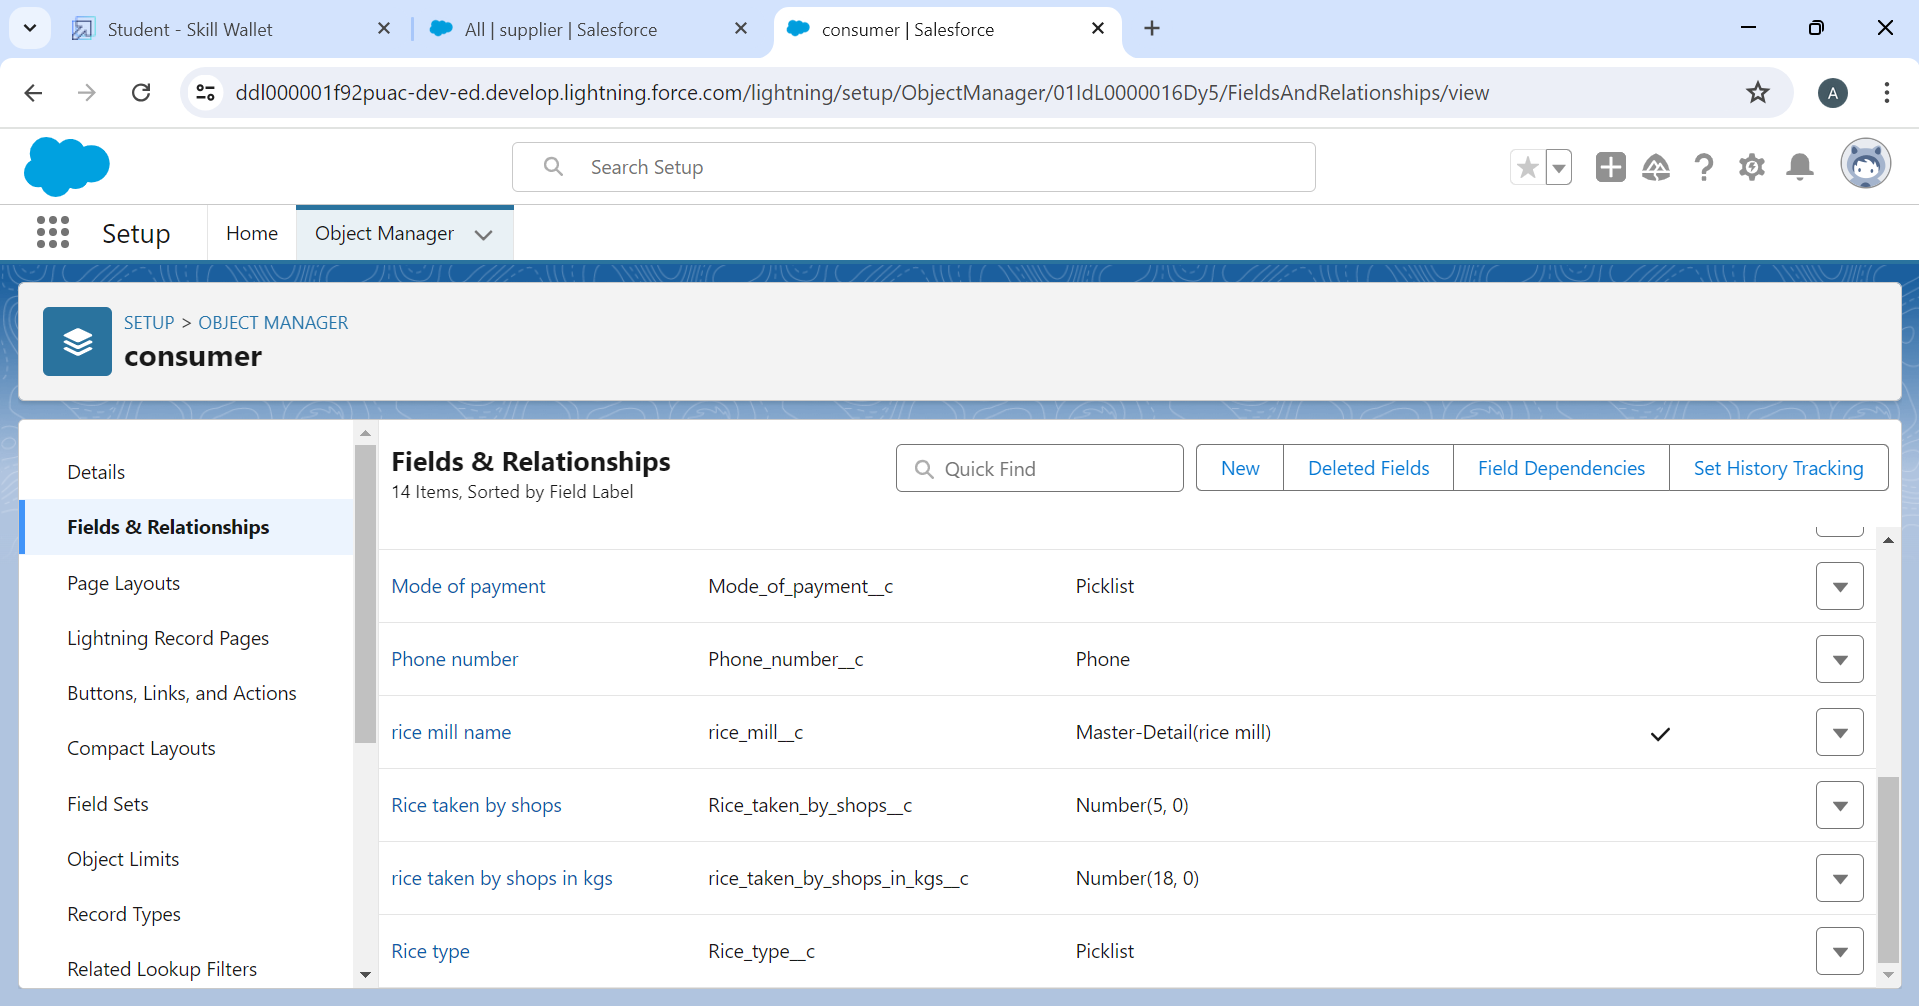 Student - Skill Wallet
All | supplier | Salesforce
consumer | Salesforce
ddl000001f92puac-dev-ed.develop.lightning.force.com/lightning/setup/ObjectManager/01IdL0000016Dy5/FieldsAndRelationships/view
A
Search Setup
Setup
Home
Object Manager
SETUP > OBJECT MANAGER
consumer
Details
Fields & Relationships
Page Layouts
Lightning Record Pages
Buttons, Links, and Actions
Compact Layouts
Field Sets
Object Limits
Record Types
Related Lookup Filters
Fields & Relationships
14 Items, Sorted by Field Label
Quick Find
New
Deleted Fields
Field Dependencies
Set History Tracking
Mode of payment Mode_of_payment__c Picklist
Phone number Phone_number__c Phone
rice mill name rice_mill__c Master-Detail(rice mill)
Rice taken by shops Rice_taken_by_shops__c Number(5, 0)
rice taken by shops in kgs rice_taken_by_shops_in_kgs__c Number(18, 0)
Rice type Rice_type__c Picklist